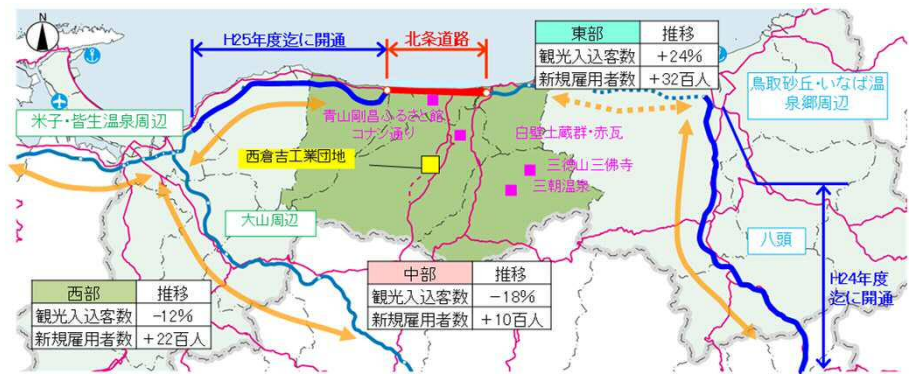 N
H25年度迄に開通
北条道路
東部 推移
観光入込客数 +24%
新規雇用者数 +32百人
鳥取砂丘・いなば温
泉郷周辺
米子・皆生温泉周辺
青山剛昌ふるさと館
コナン通り
白壁土蔵群・赤瓦
西倉吉工業団地
三徳山三佛寺
三朝温泉
大山周辺
八頭
H24年度
迄に開通
西部 推移
観光入込客数 -12%
新規雇用者数 +22百人
中部 推移
観光入込客数 -18%
新規雇用者数 +10百人